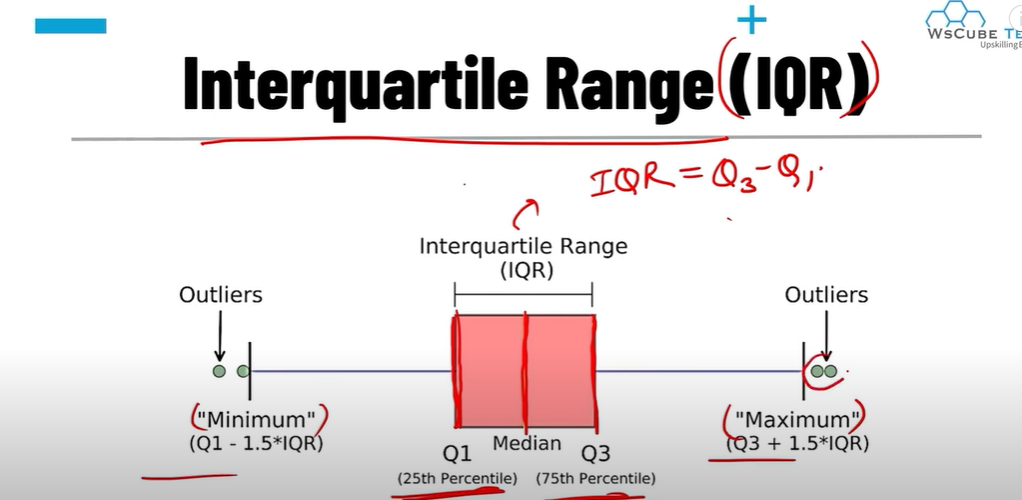 WSCUBE TE
Upskilling
Interquartile Range (IQR)
IQR = Q3 - Q1
Interquartile Range
(IQR)
Outliers
Outliers
"Minimum"
(Q1 - 1.5*IQR)
"Maximum"
(Q3 + 1.5*IQR)
Q1
Median
Q3
(25th Percentile)
(75th Percentile)